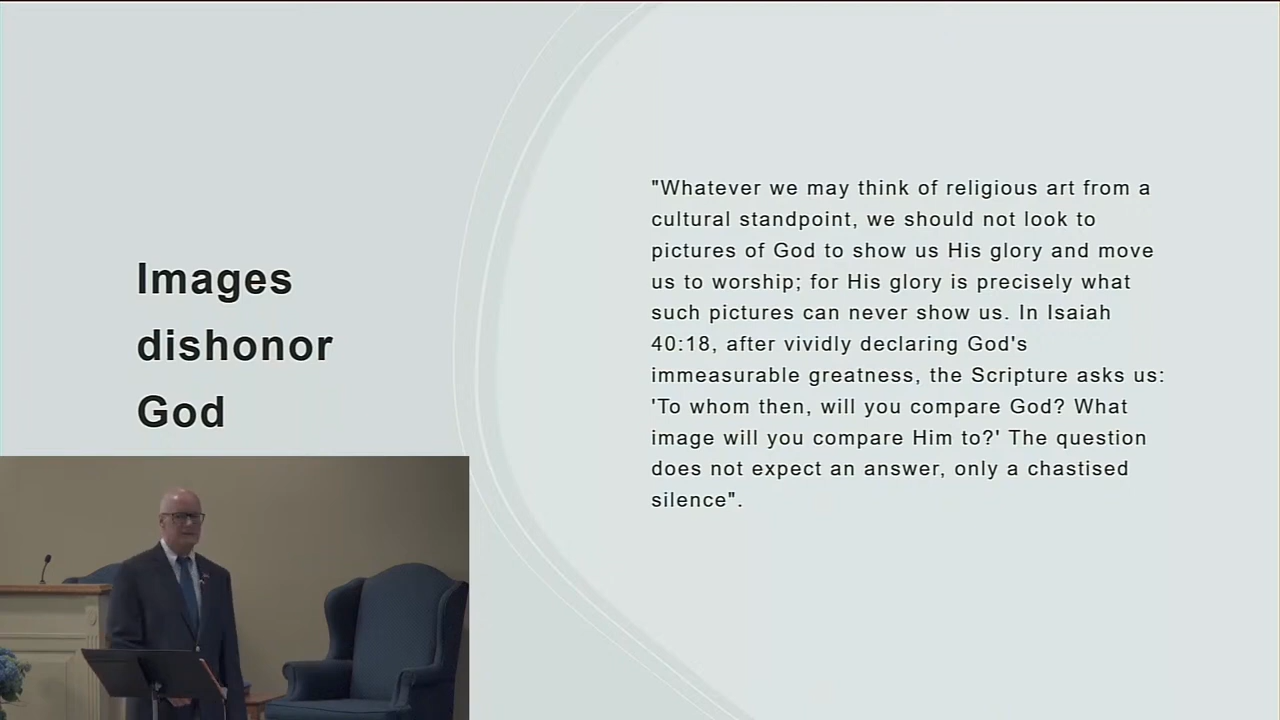 Images
dishonor
God
"Whatever we may think of religious art from a
cultural standpoint, we should not look to
pictures of God to show us His glory and move
us to worship; for His glory is precisely what
such pictures can never show us. In Isaiah
40:18, after vividly declaring God's
immeasurable greatness, the Scripture asks us:
'To whom then, will you compare God? What
image will you compare Him to?' The question
does not expect an answer, only a chastised
silence".